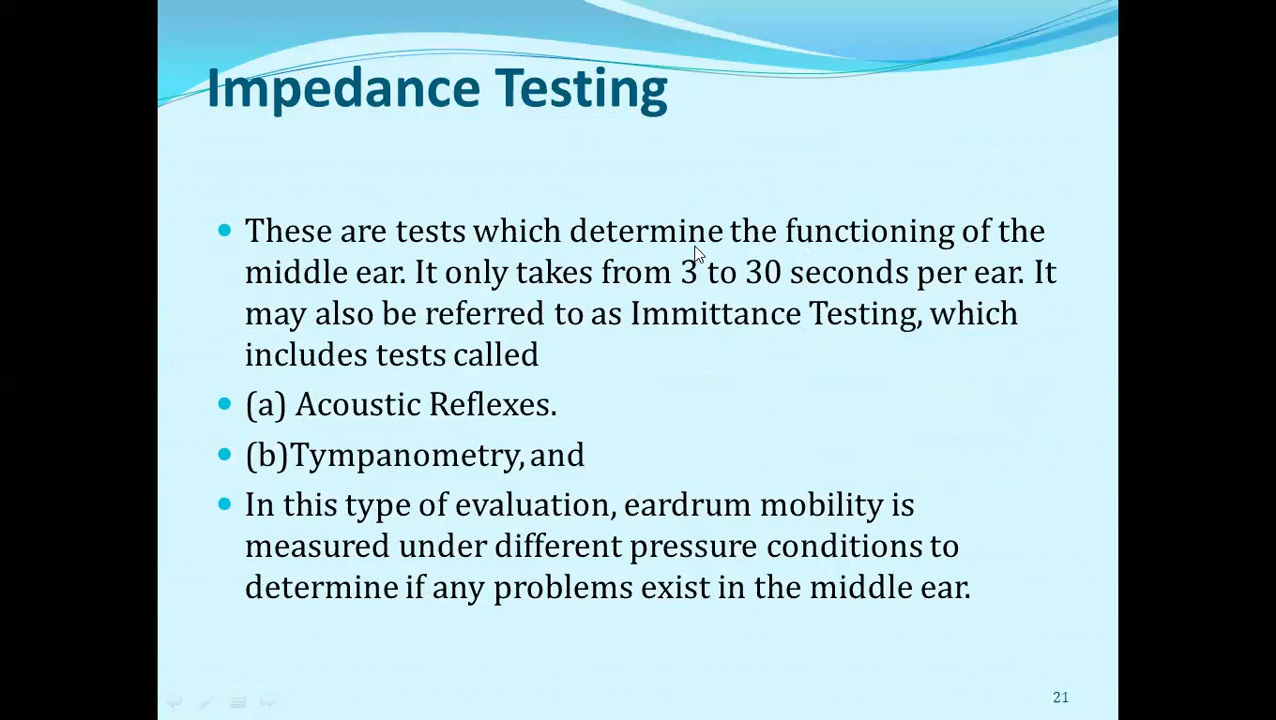 Impedance Testing
These are tests which determine the functioning of the
middle ear. It only takes from 3 to 30 seconds per ear. It
may also be referred to as Immittance Testing, which
includes tests called
(a) Acoustic Reflexes.
(b)Tympanometry, and
In this type of evaluation, eardrum mobility is
measured under different pressure conditions to
determine if any problems exist in the middle ear.
21